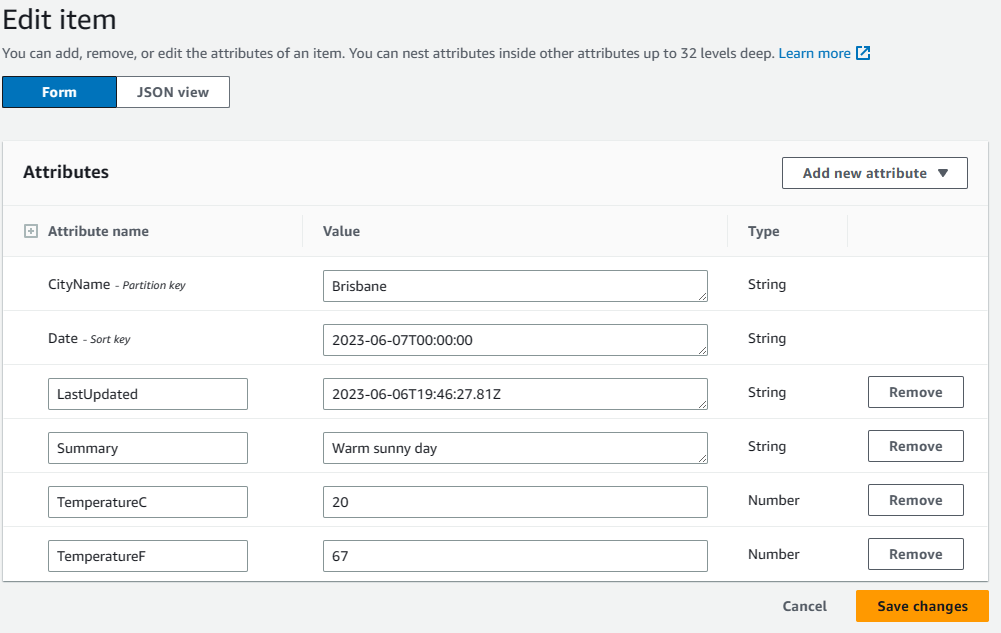 Edit item
You can add, remove, or edit the attributes of an item. You can nest attributes inside other attributes up to 32 levels deep. Learn more
Form JSON view
Attributes Add new attribute
Attribute name Value Type
CityName - Partition key Brisbane String
Date - Sort key 2023-06-07T00:00:00 String
LastUpdated 2023-06-06T19:46:27.81Z String Remove
Summary Warm sunny day String Remove
TemperatureC 20 Number Remove
TemperatureF 67 Number Remove
Cancel Save changes